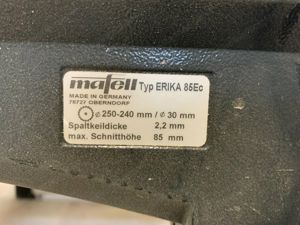 mafell Typ ERIKA 85Ec
MADE IN GERMANY
78727 OBERNDORF
ø 250-240 mm / ø 30 mm
Spaltkeildicke 2,2 mm
max. Schnitthöhe 85 mm